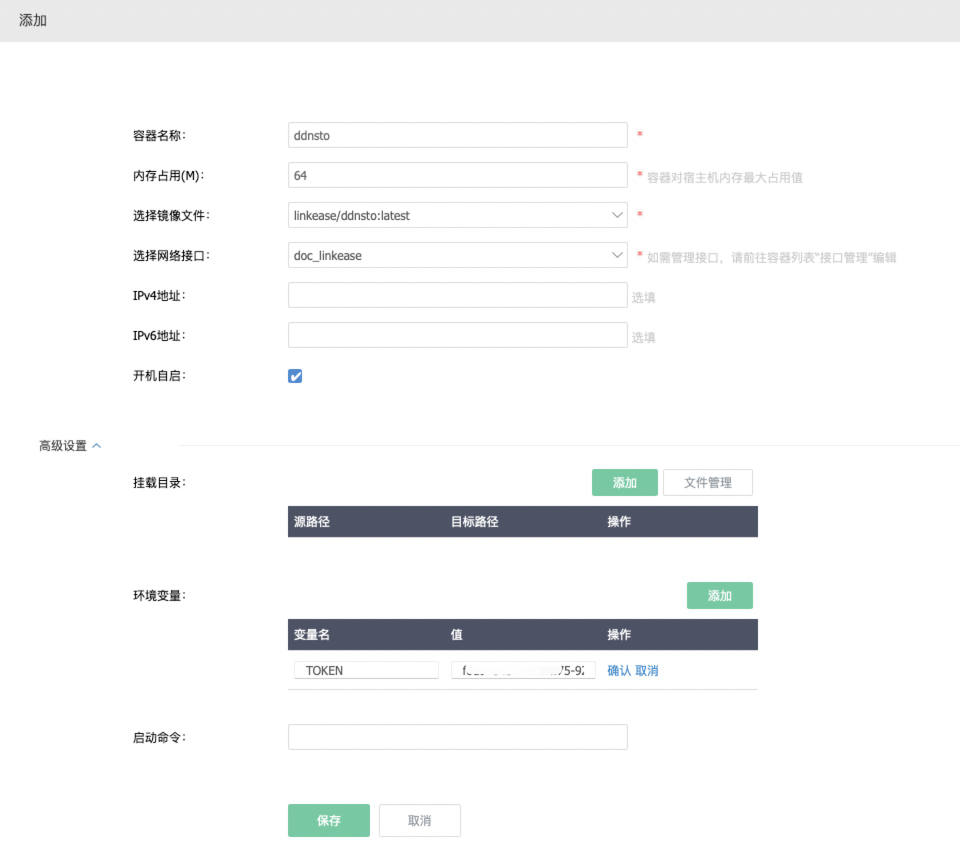 添加
容器名称： ddnsto *
内存占用(M)： 64 * 容器对宿主机内存最大占用值
选择镜像文件： linkease/ddnsto:latest *
选择网络接口： doc_linkease * 如需管理接口，请前往容器列表"接口管理"编辑
IPv4地址： 选填
IPv6地址： 选填
开机自启：
高级设置
挂载目录： 添加 文件管理
源路径 目标路径 操作
环境变量： 添加
变量名 值 操作
TOKEN 75-92 确认 取消
启动命令：
保存 取消